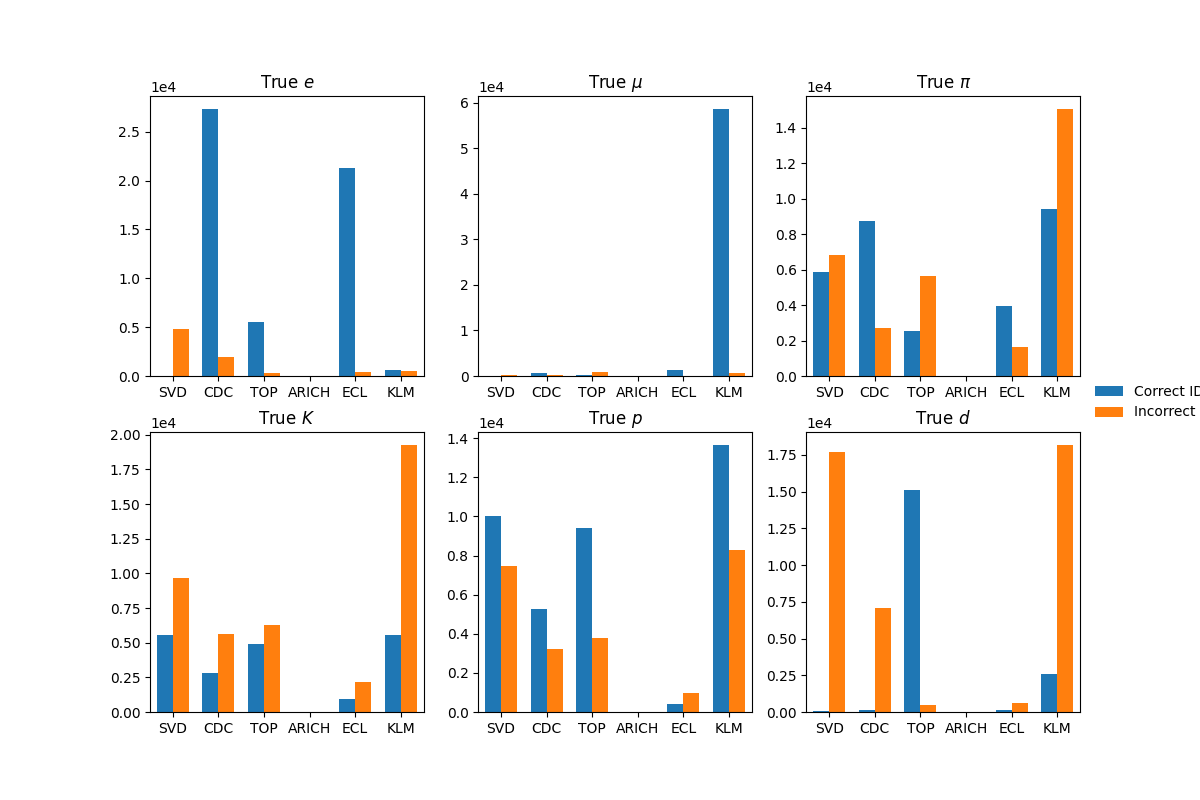 True e
1e4
2.5
2.0
1.5
1.0
0.5
0.0
SVD CDC TOP ARICH ECL KLM
True μ
1e4
6
5
4
3
2
1
0
SVD CDC TOP ARICH ECL KLM
True π
1e4
1.4
1.2
1.0
0.8
0.6
0.4
0.2
0.0
SVD CDC TOP ARICH ECL KLM
True K
1e4
2.00
1.75
1.50
1.25
1.00
0.75
0.50
0.25
0.00
SVD CDC TOP ARICH ECL KLM
True p
1e4
1.4
1.2
1.0
0.8
0.6
0.4
0.2
0.0
SVD CDC TOP ARICH ECL KLM
True d
1e4
1.75
1.50
1.25
1.00
0.75
0.50
0.25
0.00
SVD CDC TOP ARICH ECL KLM
Correct ID
Incorrect